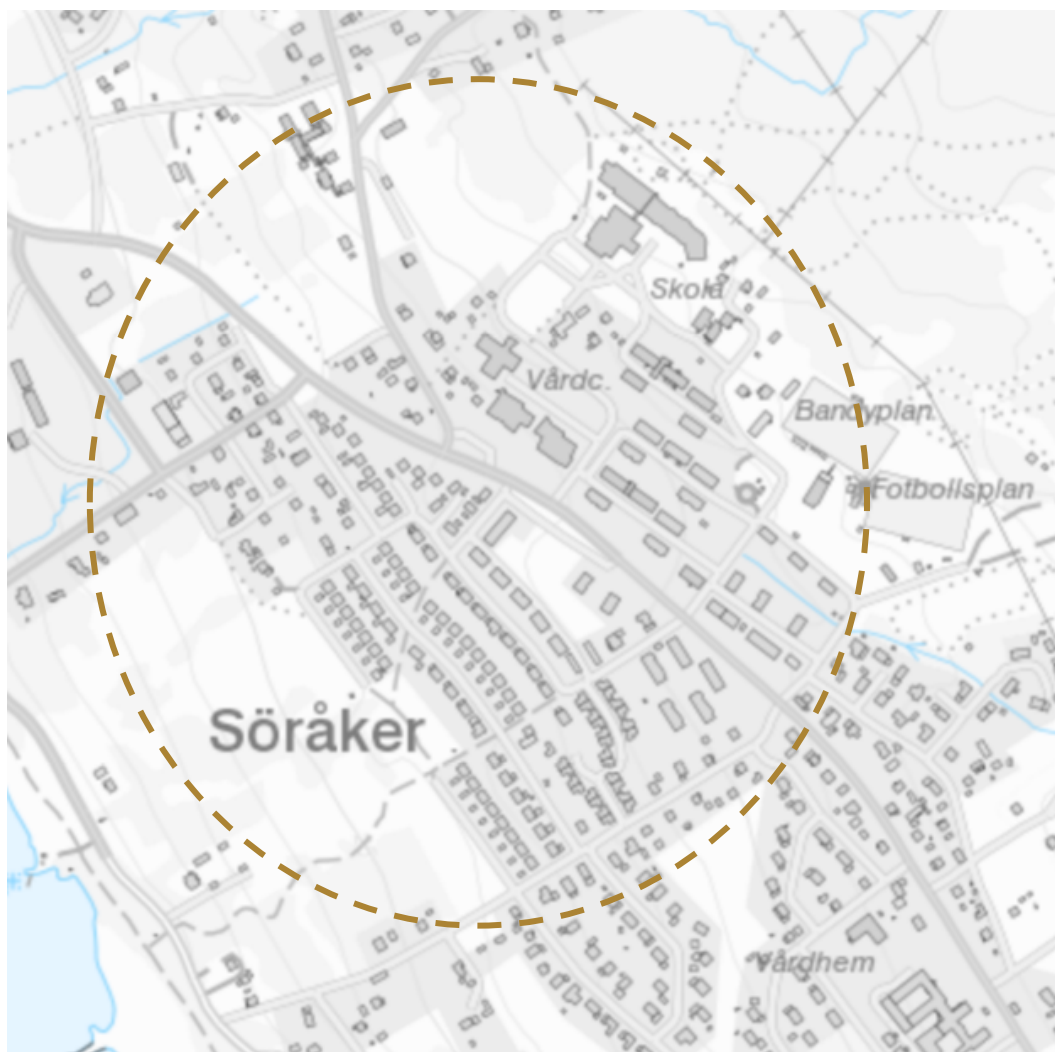 Skola
Vårdc.
Bandyplan
Fotbollsplan
Söråker
Vårdhem